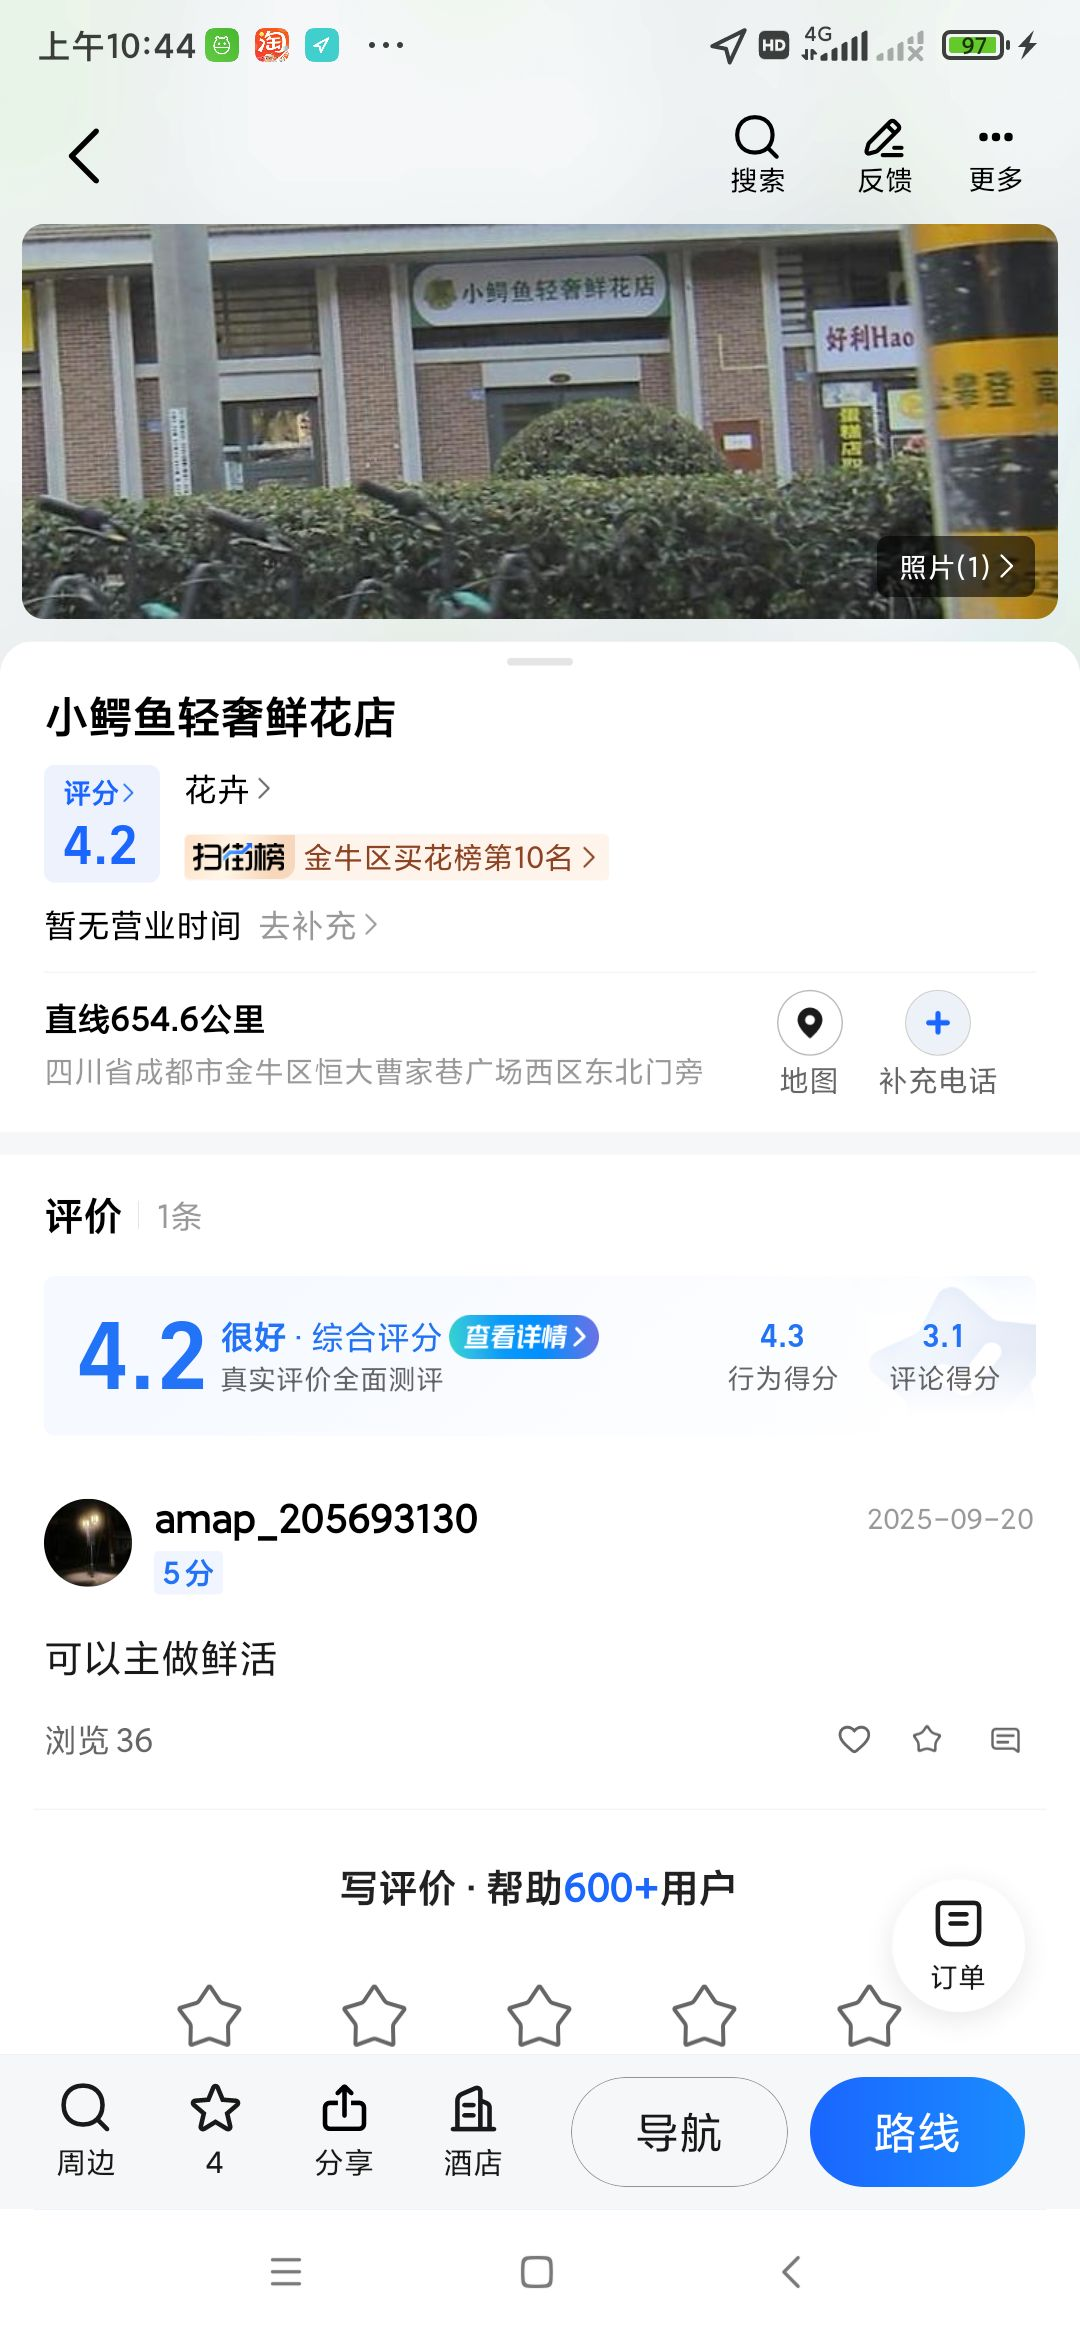 上午10:44
HD 4G 97
搜索 反馈 更多
小鳄鱼轻奢鲜花店
好利Hao
照片(1)
小鳄鱼轻奢鲜花店
评分
4.2
花卉
扫街榜 金牛区买花榜第10名
暂无营业时间 去补充
直线654.6公里
四川省成都市金牛区恒大曹家巷广场西区东北门旁
地图 补充电话
评价 1条
4.2 很好·综合评分 查看详情
真实评价全面测评
4.3 行为得分
3.1 评论得分
amap_205693130 2025-09-20
5分
可以主做鲜活
浏览 36
写评价·帮助600+用户
订单
周边 4 分享 酒店 导航 路线